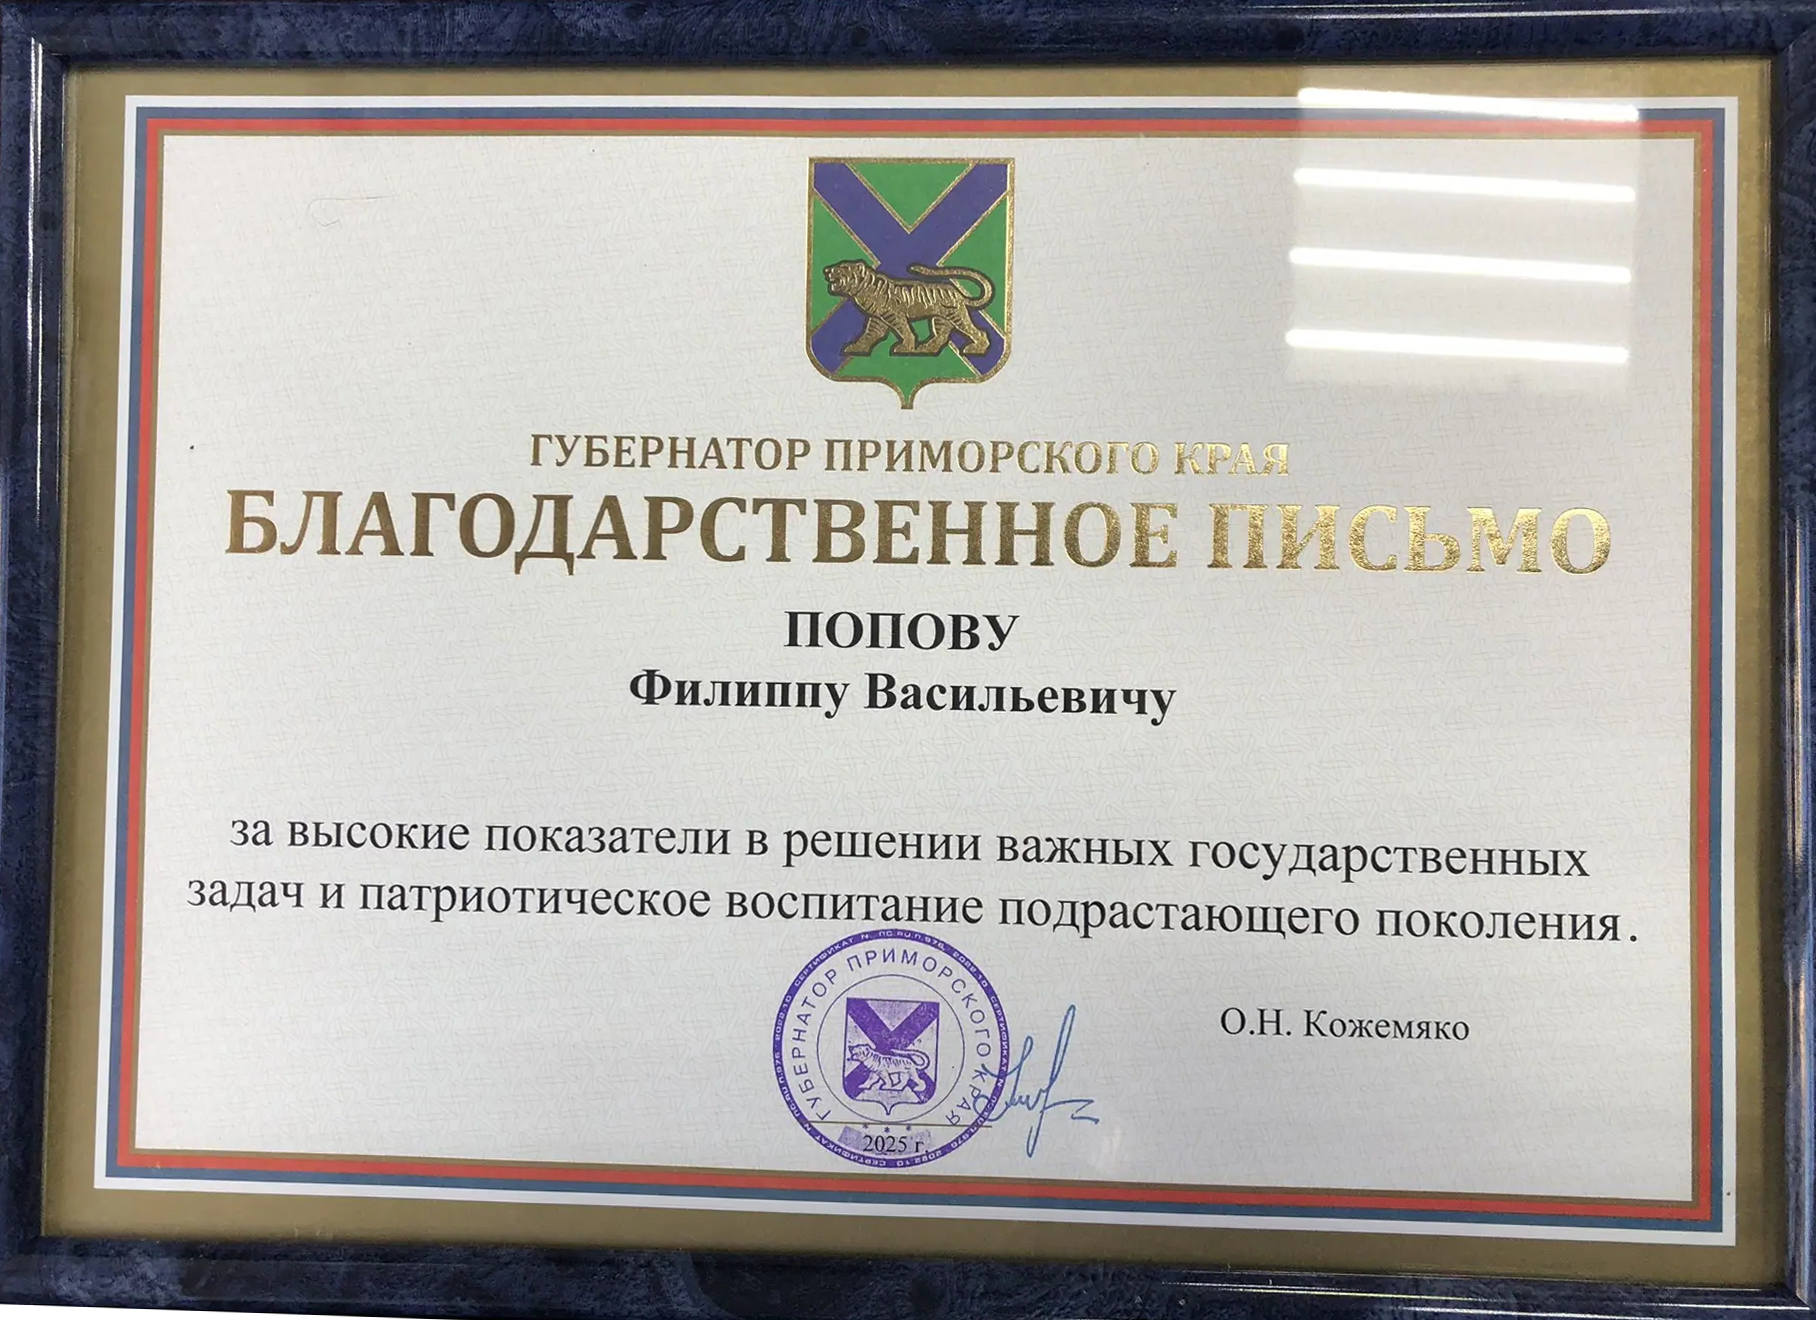 ГУБЕРНАТОР ПРИМОРСКОГО КРАЯ
БЛАГОДАРСТВЕННОЕ ПИСЬМО
ПОПОВУ
Филиппу Васильевичу
за высокие показатели в решении важных государственных
задач и патриотическое воспитание подрастающего поколения.
ГУБЕРНАТОР ПРИМОРСКОГО КРАЯ
О.Н. Кожемяко
2025 г.